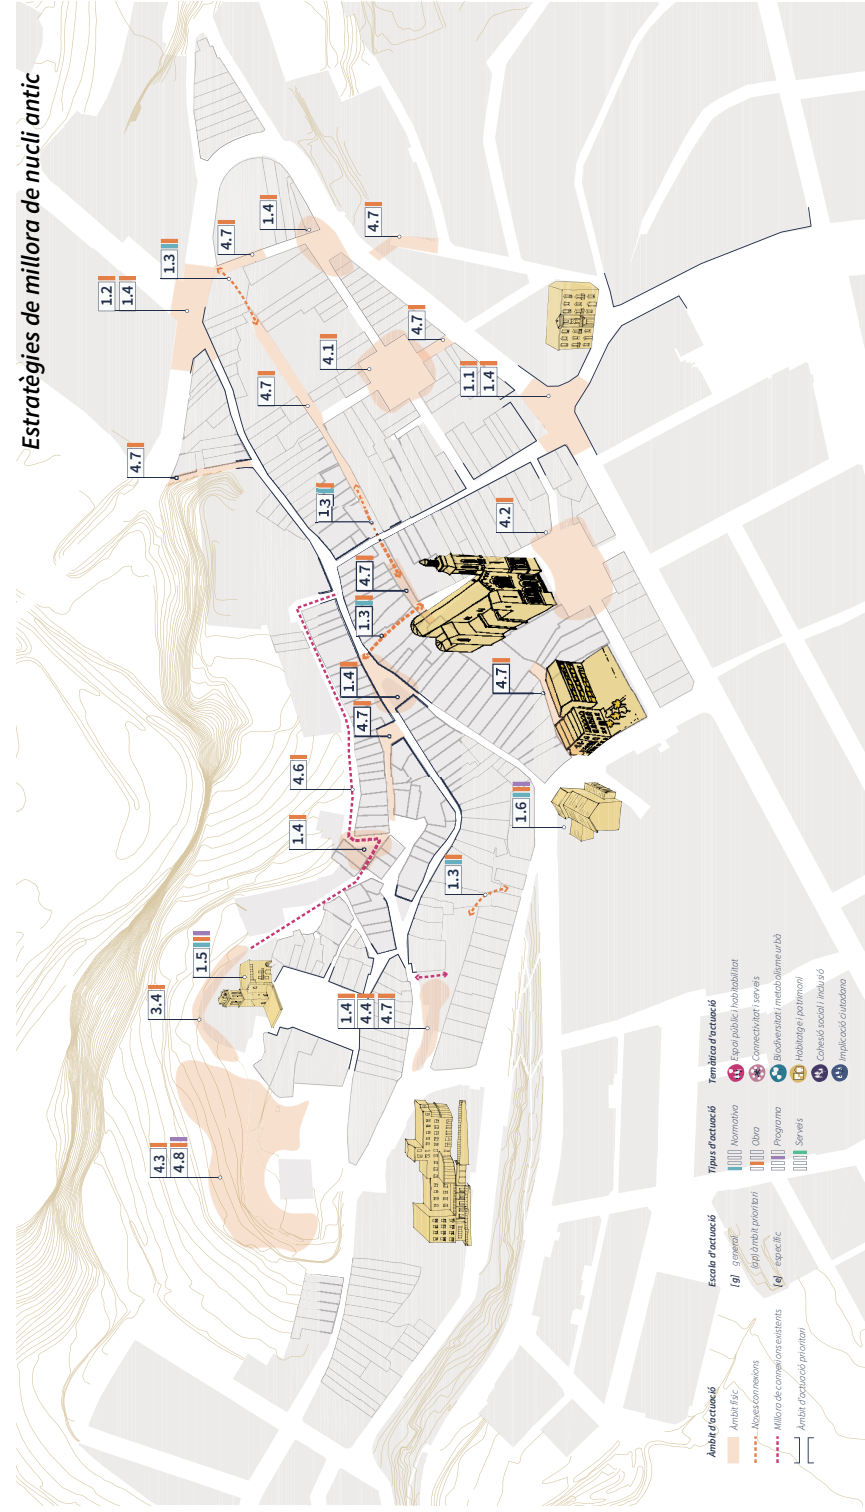 Estratègies de millora de nucli antic
1.2
1.4
4.7
4.3
4.8
3.4
1.3
1.5
4.7
1.4
4.7
1.4
4.6
1.3
4.1
1.4
4.4
4.7
1.4
4.7
1.3
4.7
4.7
4.7
1.3
1.1
1.4
4.7
4.2
1.6
Àmbit d'actuació
Àmbit físic
Noves connexions
Millora de connexions existents
Àmbit d'actuació prioritari
Escala d'actuació
[g] general
(ap) àmbit prioritari
[e] específic
Tipus d'actuació
Normativa
Obra
Programa
Serveis
Temàtica d'actuació
Espai públic i habitabilitat
Connectivitat i serveis
Biodiversitat i metabolisme urbà
Habitatge i patrimoni
Cohesió social i inclusió
Implicació ciutadana